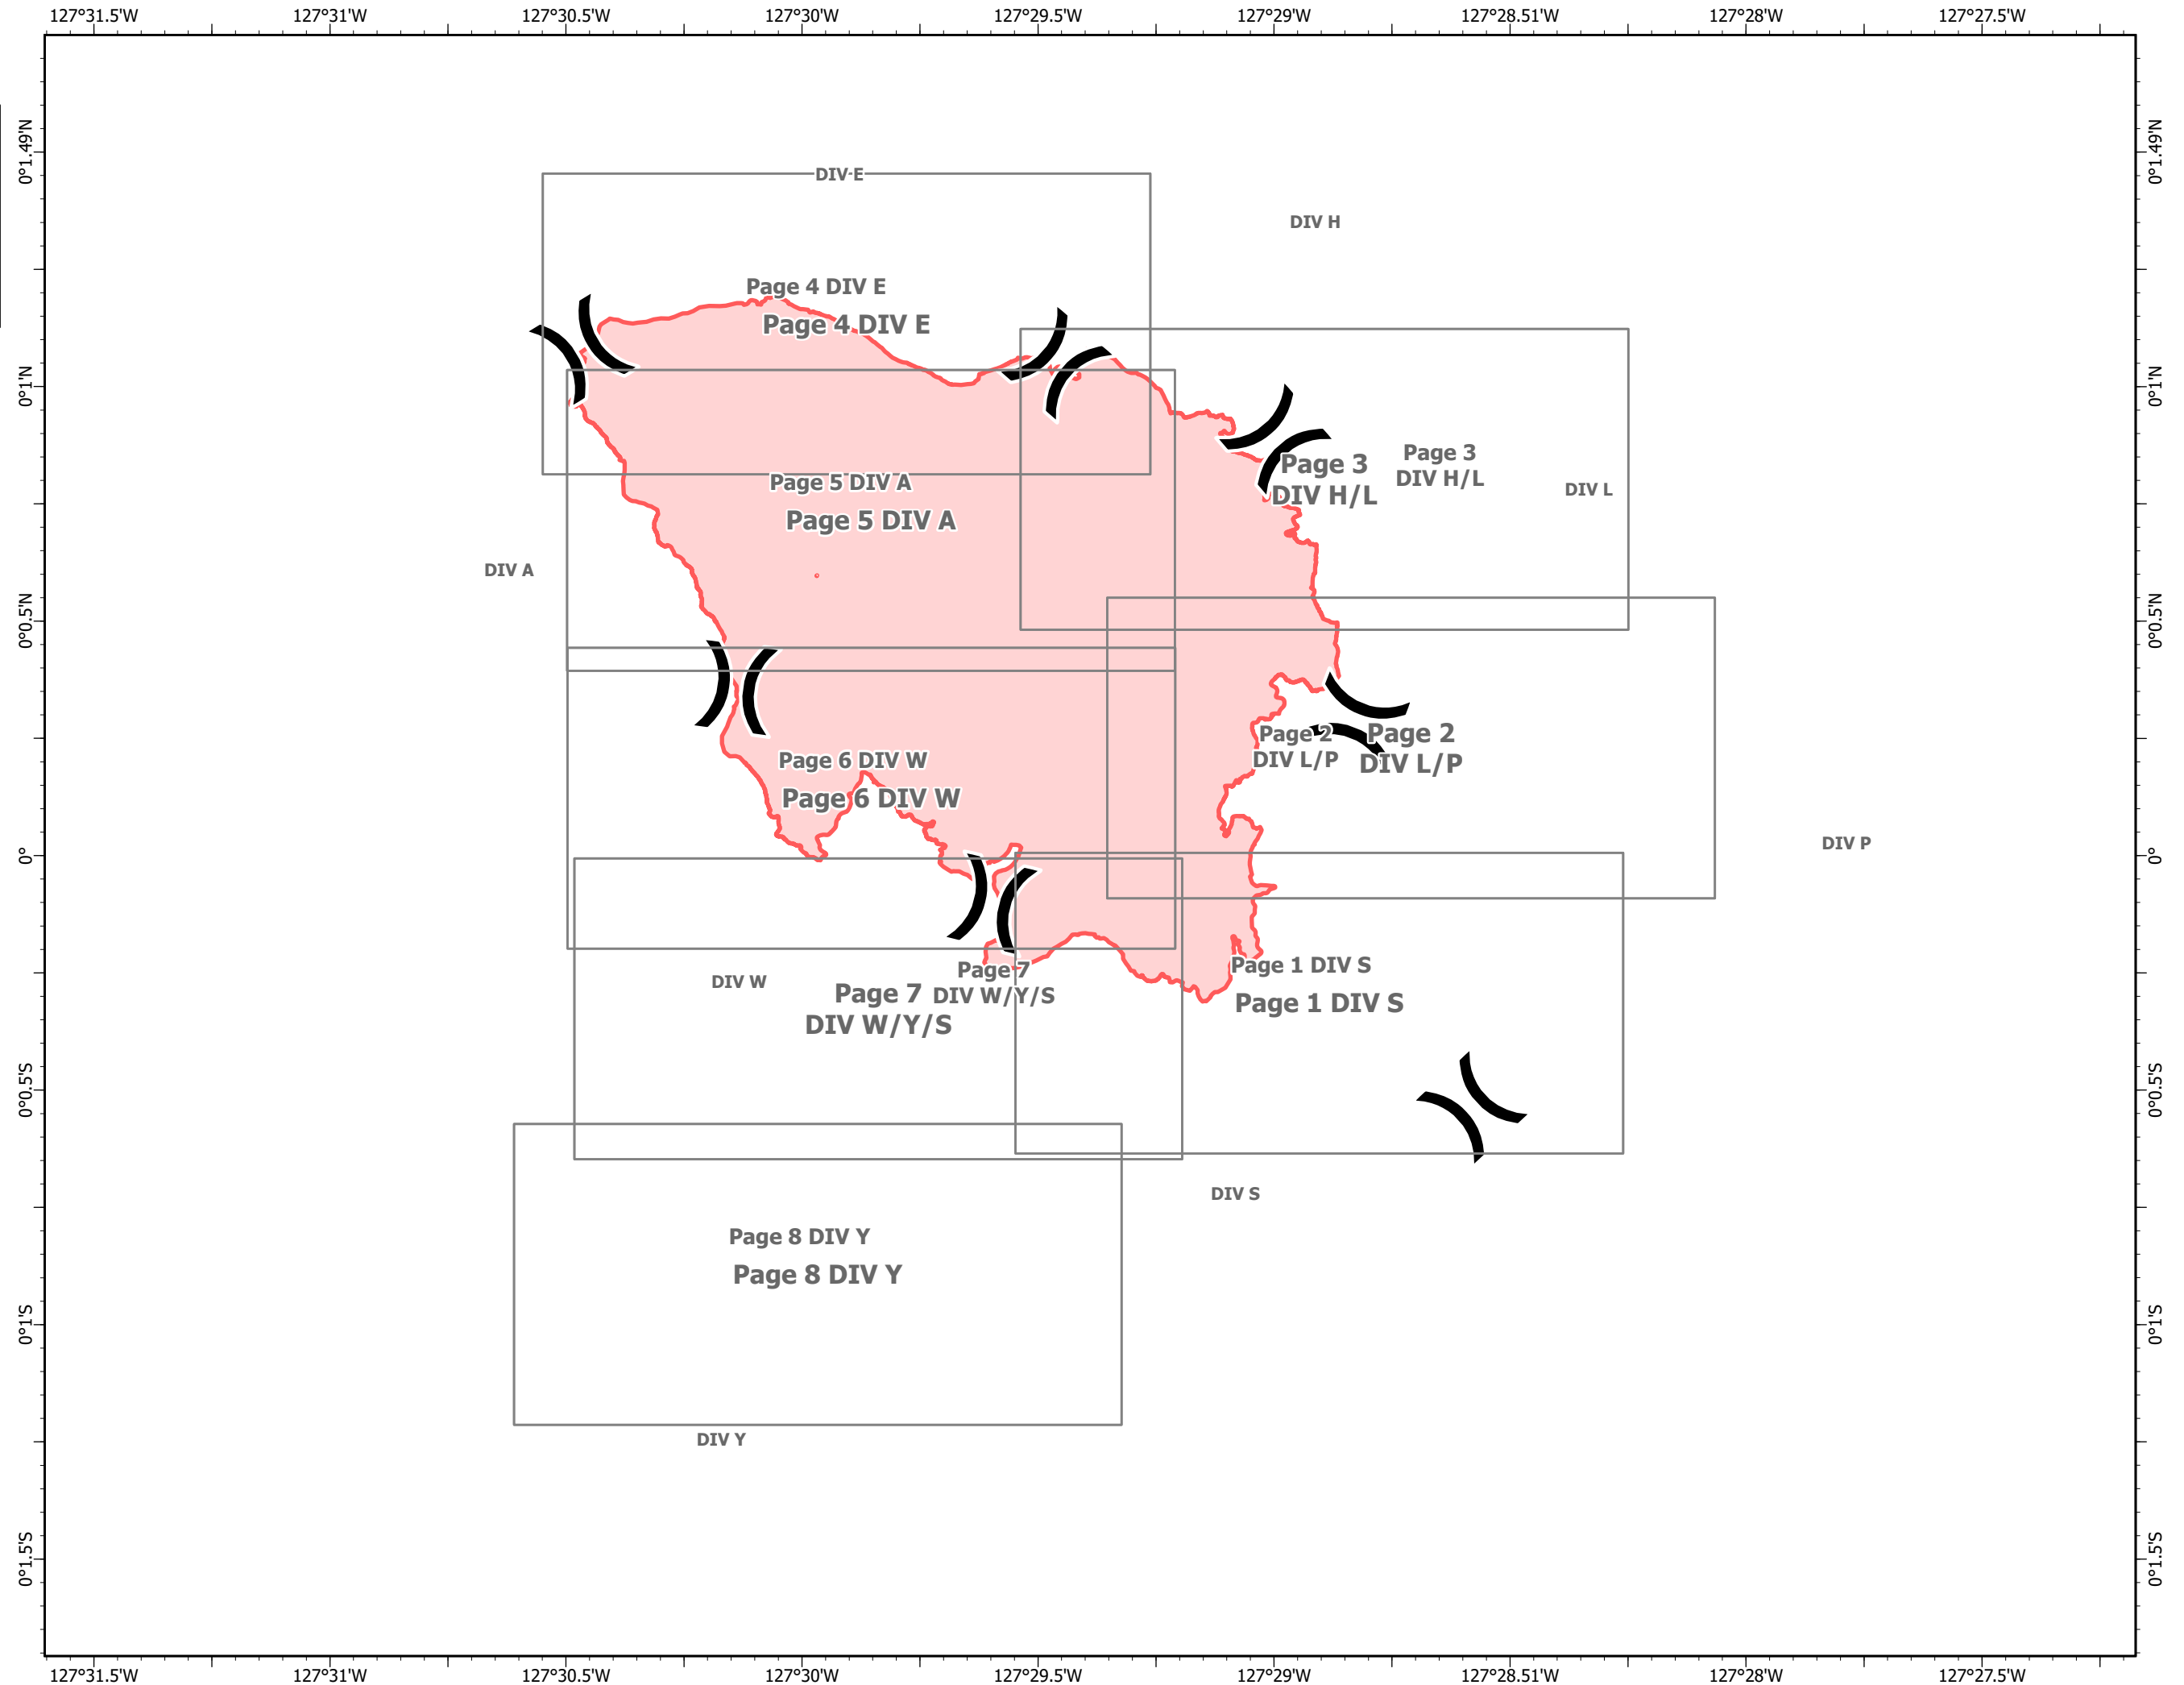 127°31.5'W 127°31'W 127°30.5'W 127°30'W 127°29.5'W 127°29'W 127°28.51'W 127°28'W 127°27.5'W
0°1.49'N
0°1.49'N
DIV E
DIV H
Page 4 DIV E
Page 4 DIV E
0°1'N
0°1'N
Page 3
DIV H/L
Page 3
DIV H/L
DIV L
Page 5 DIV A
Page 5 DIV A
DIV A
0°0.5'N
0°0.5'N
Page 2
DIV L/P
Page 2
DIV L/P
Page 6 DIV W
Page 6 DIV W
DIV P
0°
0°
Page 1 DIV S
Page 1 DIV S
Page 7
DIV W/Y/S
DIV W
Page 7
DIV W/Y/S
0°0.5'S
0°0.5'S
DIV S
Page 8 DIV Y
Page 8 DIV Y
0°1'S
0°1'S
DIV Y
0°1.5'S
0°1.5'S
127°31.5'W 127°31'W 127°30.5'W 127°30'W 127°29.5'W 127°29'W 127°28.51'W 127°28'W 127°27.5'W